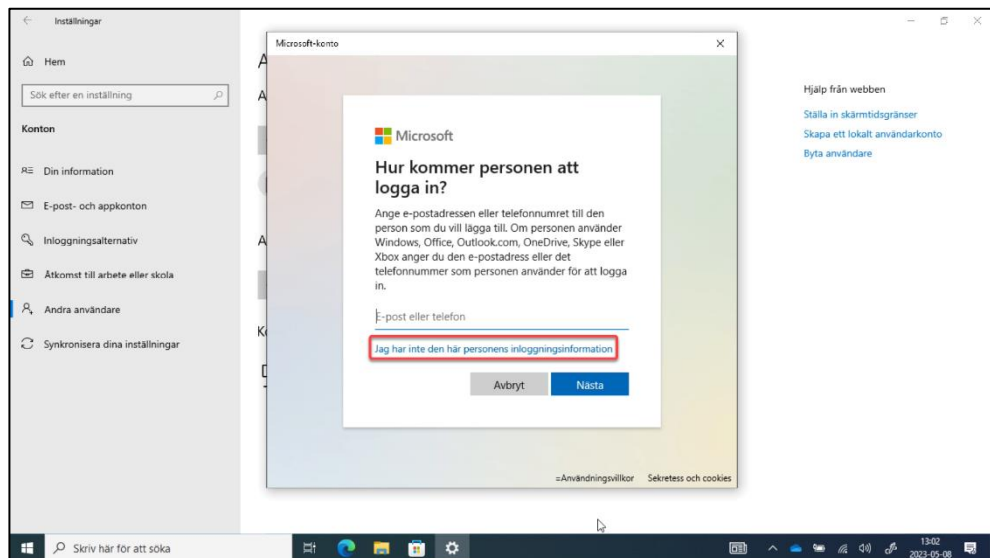 Inställningar
Hem
Sök efter en inställning
Konton
Din information
E-post- och appkonton
Inloggningsalternativ
Åtkomst till arbete eller skola
Andra användare
Synkronisera dina inställningar
Microsoft-konto
Microsoft
Hur kommer personen att
logga in?
Ange e-postadressen eller telefonnumret till den
person som du vill lägga till. Om personen använder
Windows, Office, Outlook.com, OneDrive, Skype eller
Xbox anger du den e-postadress eller det
telefonnummer som personen använder för att logga
in.
E-post eller telefon
Jag har inte den här personens inloggningsinformation
Avbryt Nästa
=Användningsvillkor Sekretess och cookies
Hjälp från webben
Ställa in skärmtidsgränser
Skapa ett lokalt användarkonto
Byta användare
Skriv här för att söka
13:02
2023-05-08